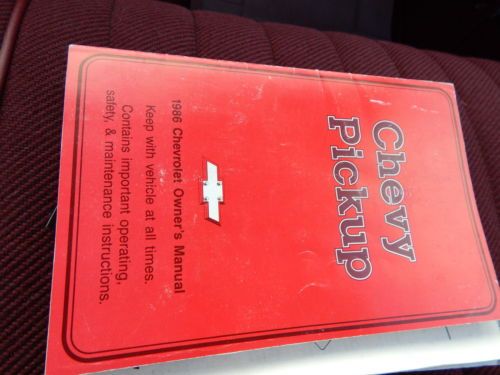 Chevy
Pickup
1986 Chevrolet Owner's Manual
Keep with vehicle at all times.
Contains important operating,
safety, & maintenance instructions.